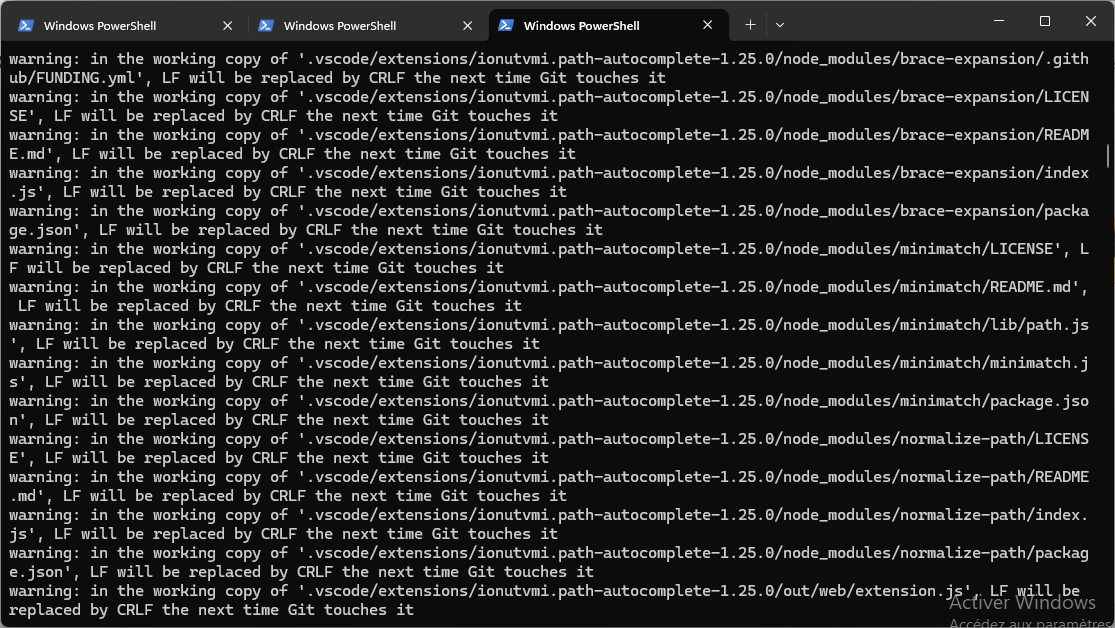 Windows PowerShell
Windows PowerShell
Windows PowerShell
warning: in the working copy of '.vscode/extensions/ionutvmi.path-autocomplete-1.25.0/node_modules/brace-expansion/.gith
ub/FUNDING.yml', LF will be replaced by CRLF the next time Git touches it
warning: in the working copy of '.vscode/extensions/ionutvmi.path-autocomplete-1.25.0/node_modules/brace-expansion/LICEN
SE', LF will be replaced by CRLF the next time Git touches it
warning: in the working copy of '.vscode/extensions/ionutvmi.path-autocomplete-1.25.0/node_modules/brace-expansion/READM
E.md', LF will be replaced by CRLF the next time Git touches it
warning: in the working copy of '.vscode/extensions/ionutvmi.path-autocomplete-1.25.0/node_modules/brace-expansion/index
.js', LF will be replaced by CRLF the next time Git touches it
warning: in the working copy of '.vscode/extensions/ionutvmi.path-autocomplete-1.25.0/node_modules/brace-expansion/packa
ge.json', LF will be replaced by CRLF the next time Git touches it
warning: in the working copy of '.vscode/extensions/ionutvmi.path-autocomplete-1.25.0/node_modules/minimatch/LICENSE', L
F will be replaced by CRLF the next time Git touches it
warning: in the working copy of '.vscode/extensions/ionutvmi.path-autocomplete-1.25.0/node_modules/minimatch/README.md',
 LF will be replaced by CRLF the next time Git touches it
warning: in the working copy of '.vscode/extensions/ionutvmi.path-autocomplete-1.25.0/node_modules/minimatch/lib/path.js
', LF will be replaced by CRLF the next time Git touches it
warning: in the working copy of '.vscode/extensions/ionutvmi.path-autocomplete-1.25.0/node_modules/minimatch/minimatch.j
s', LF will be replaced by CRLF the next time Git touches it
warning: in the working copy of '.vscode/extensions/ionutvmi.path-autocomplete-1.25.0/node_modules/minimatch/package.jso
n', LF will be replaced by CRLF the next time Git touches it
warning: in the working copy of '.vscode/extensions/ionutvmi.path-autocomplete-1.25.0/node_modules/normalize-path/LICENS
E', LF will be replaced by CRLF the next time Git touches it
warning: in the working copy of '.vscode/extensions/ionutvmi.path-autocomplete-1.25.0/node_modules/normalize-path/README
.md', LF will be replaced by CRLF the next time Git touches it
warning: in the working copy of '.vscode/extensions/ionutvmi.path-autocomplete-1.25.0/node_modules/normalize-path/index.
js', LF will be replaced by CRLF the next time Git touches it
warning: in the working copy of '.vscode/extensions/ionutvmi.path-autocomplete-1.25.0/node_modules/normalize-path/packag
e.json', LF will be replaced by CRLF the next time Git touches it
warning: in the working copy of '.vscode/extensions/ionutvmi.path-autocomplete-1.25.0/out/web/extension.js', LF will be
replaced by CRLF the next time Git touches it
Activer Windows
Accédez aux paramètres